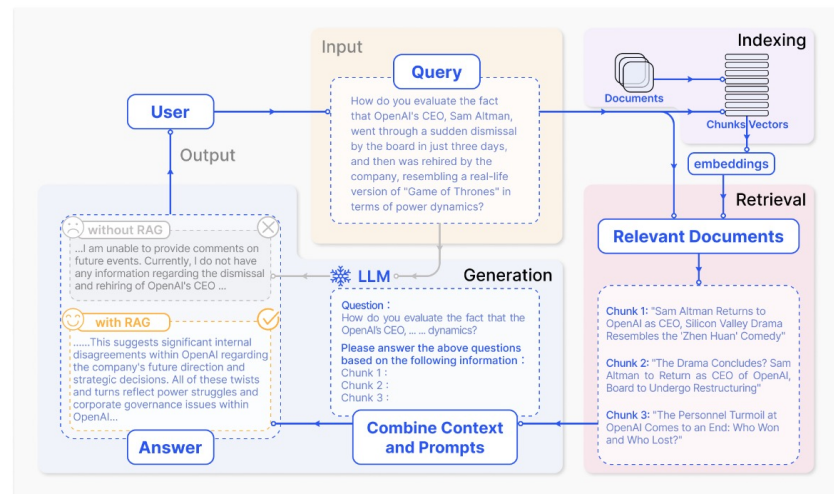 Input
Query
How do you evaluate the fact
that OpenAI's CEO, Sam Altman,
went through a sudden dismissal
by the board in just three days,
and then was rehired by the
company, resembling a real-life
version of "Game of Thrones" in
terms of power dynamics?
Indexing
Documents
Chunks Vectors
embeddings
User
Output
Retrieval
Relevant Documents
Chunk 1: "Sam Altman Returns to
OpenAI as CEO, Silicon Valley Drama
Resembles the 'Zhen Huan' Comedy"
Chunk 2: "The Drama Concludes? Sam
Altman to Return as CEO of OpenAI,
Board to Undergo Restructuring"
Chunk 3: "The Personnel Turmoil at
OpenAI Comes to an End: Who Won
and Who Lost?"
LLM
Generation
Question :
How do you evaluate the fact that the
OpenAI's CEO, ... ... dynamics?
Please answer the above questions
based on the following information :
Chunk 1 :
Chunk 2 :
Chunk 3 :
Combine Context
and Prompts
without RAG
...I am unable to provide comments on
future events. Currently, I do not have
any information regarding the dismissal
and rehiring of OpenAI's CEO ...
with RAG
......This suggests significant internal
disagreements within OpenAI regarding
the company's future direction and
strategic decisions. All of these twists
and turns reflect power struggles and
corporate governance issues within
OpenAI...
Answer